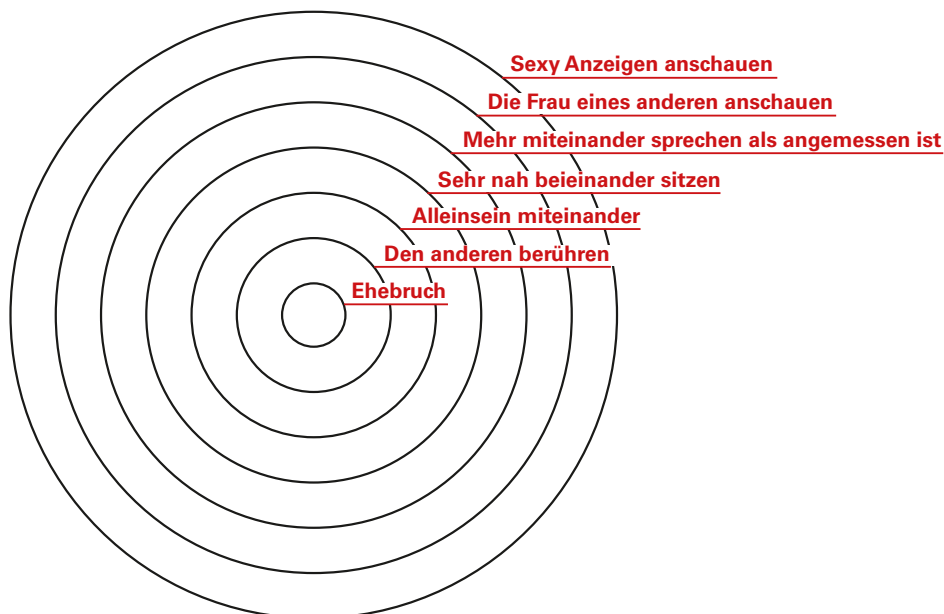 Sexy Anzeigen anschauen
Die Frau eines anderen anschauen
Mehr miteinander sprechen als angemessen ist
Sehr nah beieinander sitzen
Alleinsein miteinander
Den anderen berühren
Ehebruch